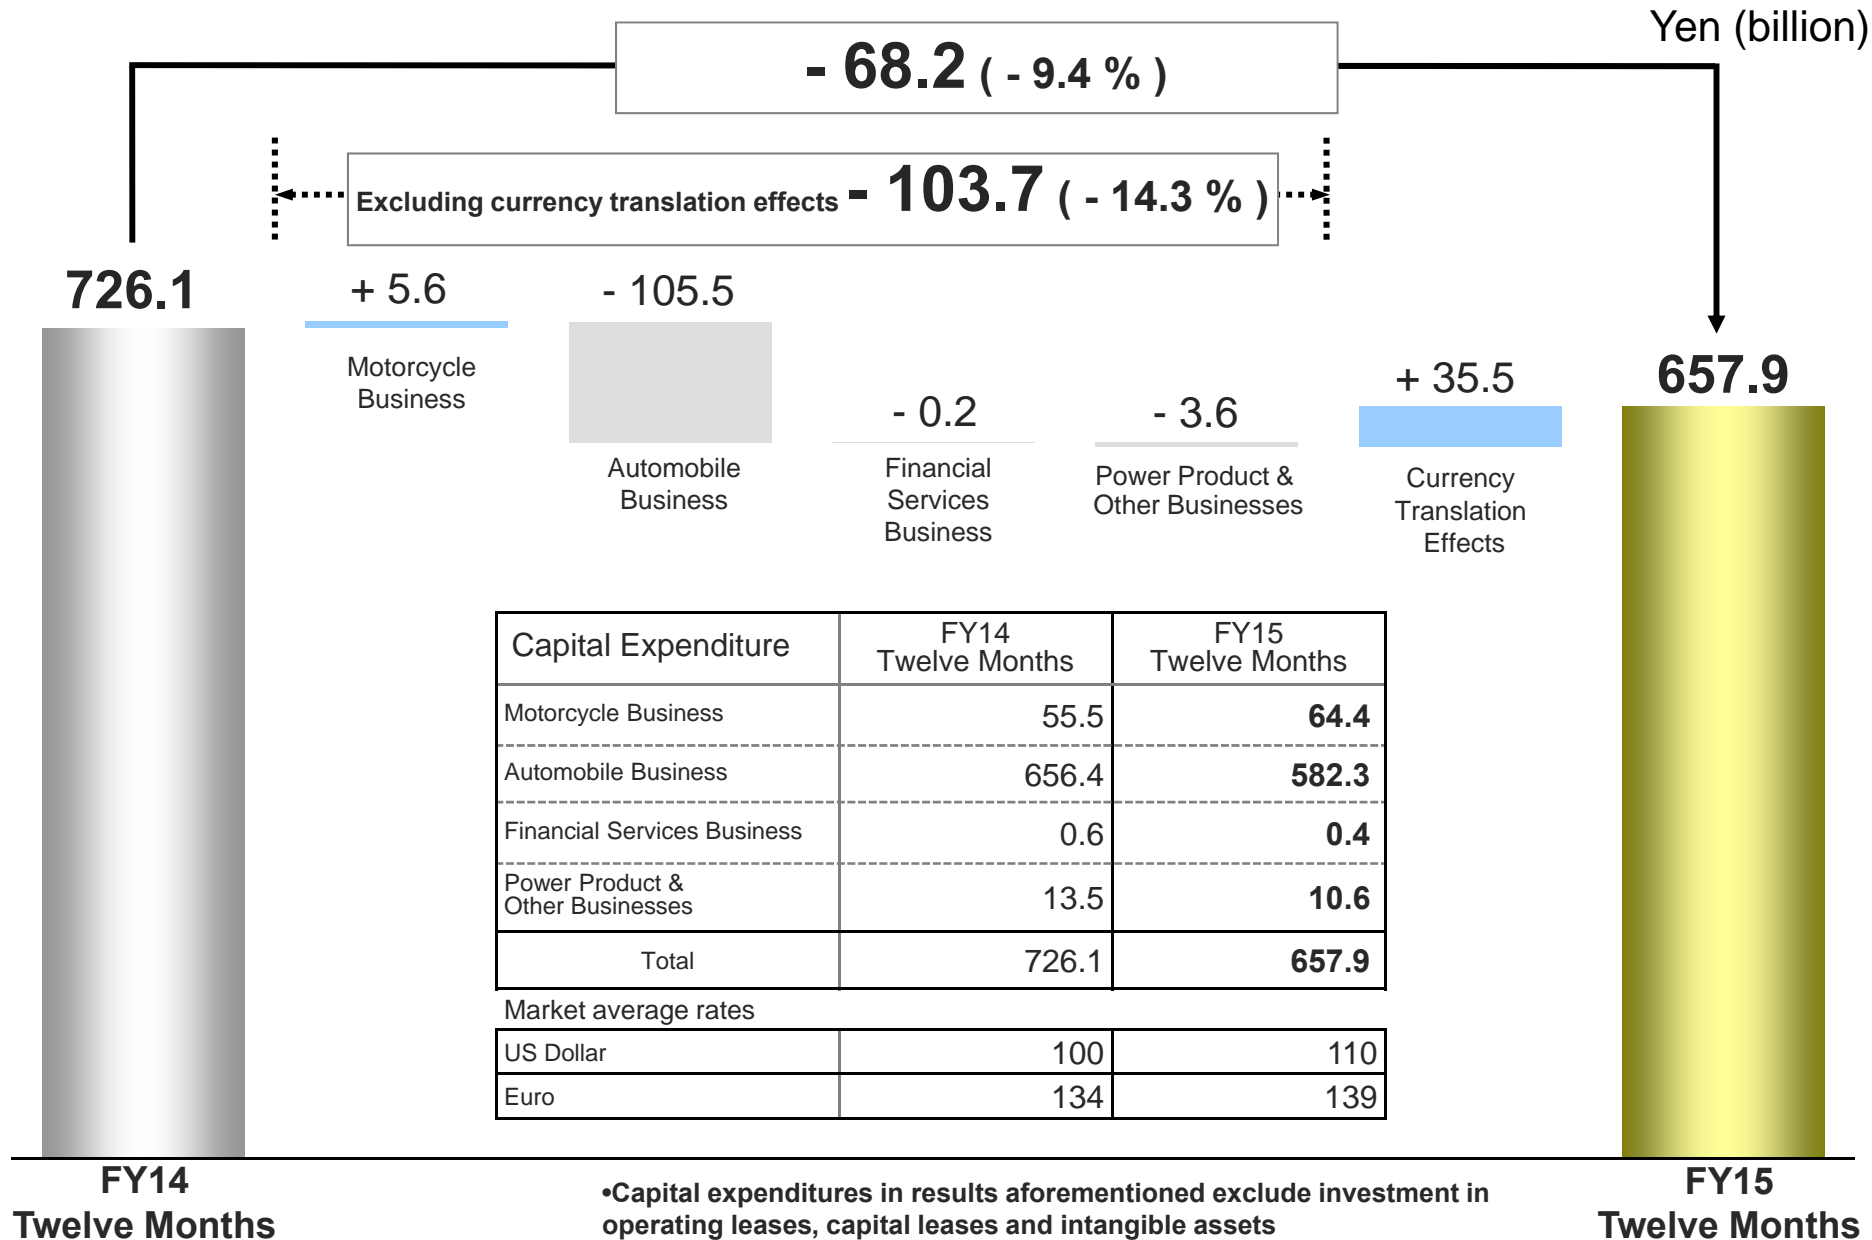 Yen (billion)
- 68.2 ( - 9.4 % )
Excluding currency translation effects - 103.7 ( - 14.3 % )
726.1
+ 5.6
Motorcycle
Business
- 105.5
Automobile
Business
- 0.2
Financial
Services
Business
- 3.6
Power Product &
Other Businesses
+ 35.5
Currency
Translation
Effects
657.9
Capital Expenditure FY14 Twelve Months FY15 Twelve Months
Motorcycle Business 55.5 64.4
Automobile Business 656.4 582.3
Financial Services Business 0.6 0.4
Power Product &
Other Businesses 13.5 10.6
Total 726.1 657.9
Market average rates
US Dollar 100 110
Euro 134 139
FY14
Twelve Months
•Capital expenditures in results aforementioned exclude investment in
operating leases, capital leases and intangible assets
FY15
Twelve Months